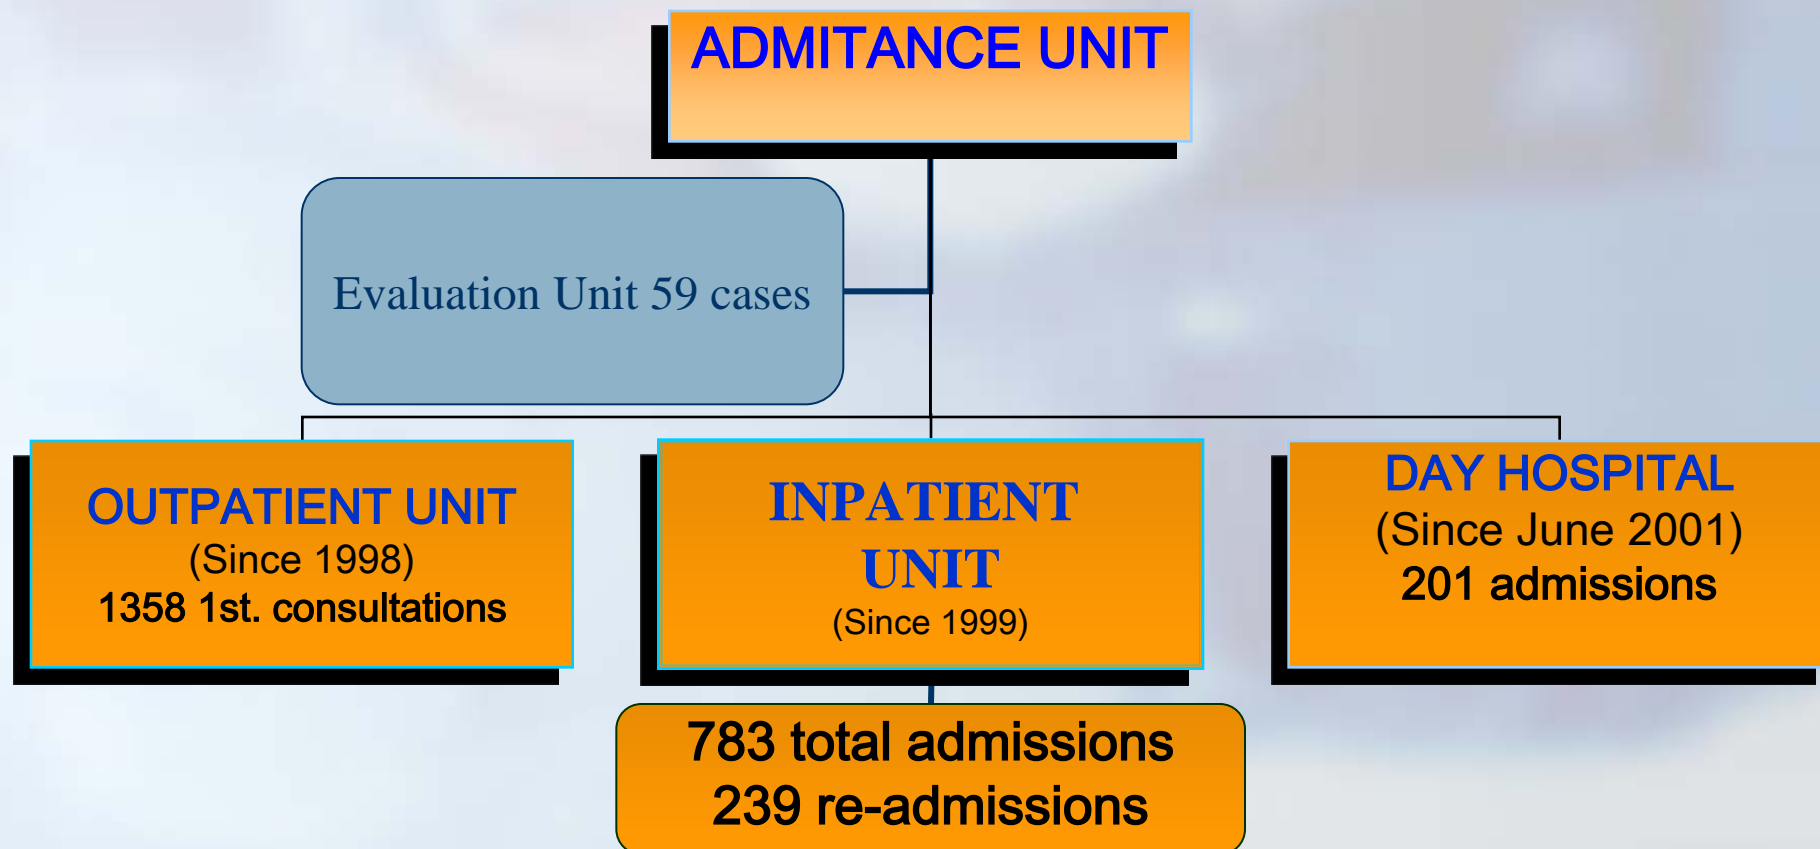 ADMITANCE UNIT
Evaluation Unit 59 cases
OUTPATIENT UNIT
(Since 1998)
1358 1st. consultations
INPATIENT
UNIT
(Since 1999)
DAY HOSPITAL
(Since June 2001)
201 admissions
783 total admissions
239 re-admissions